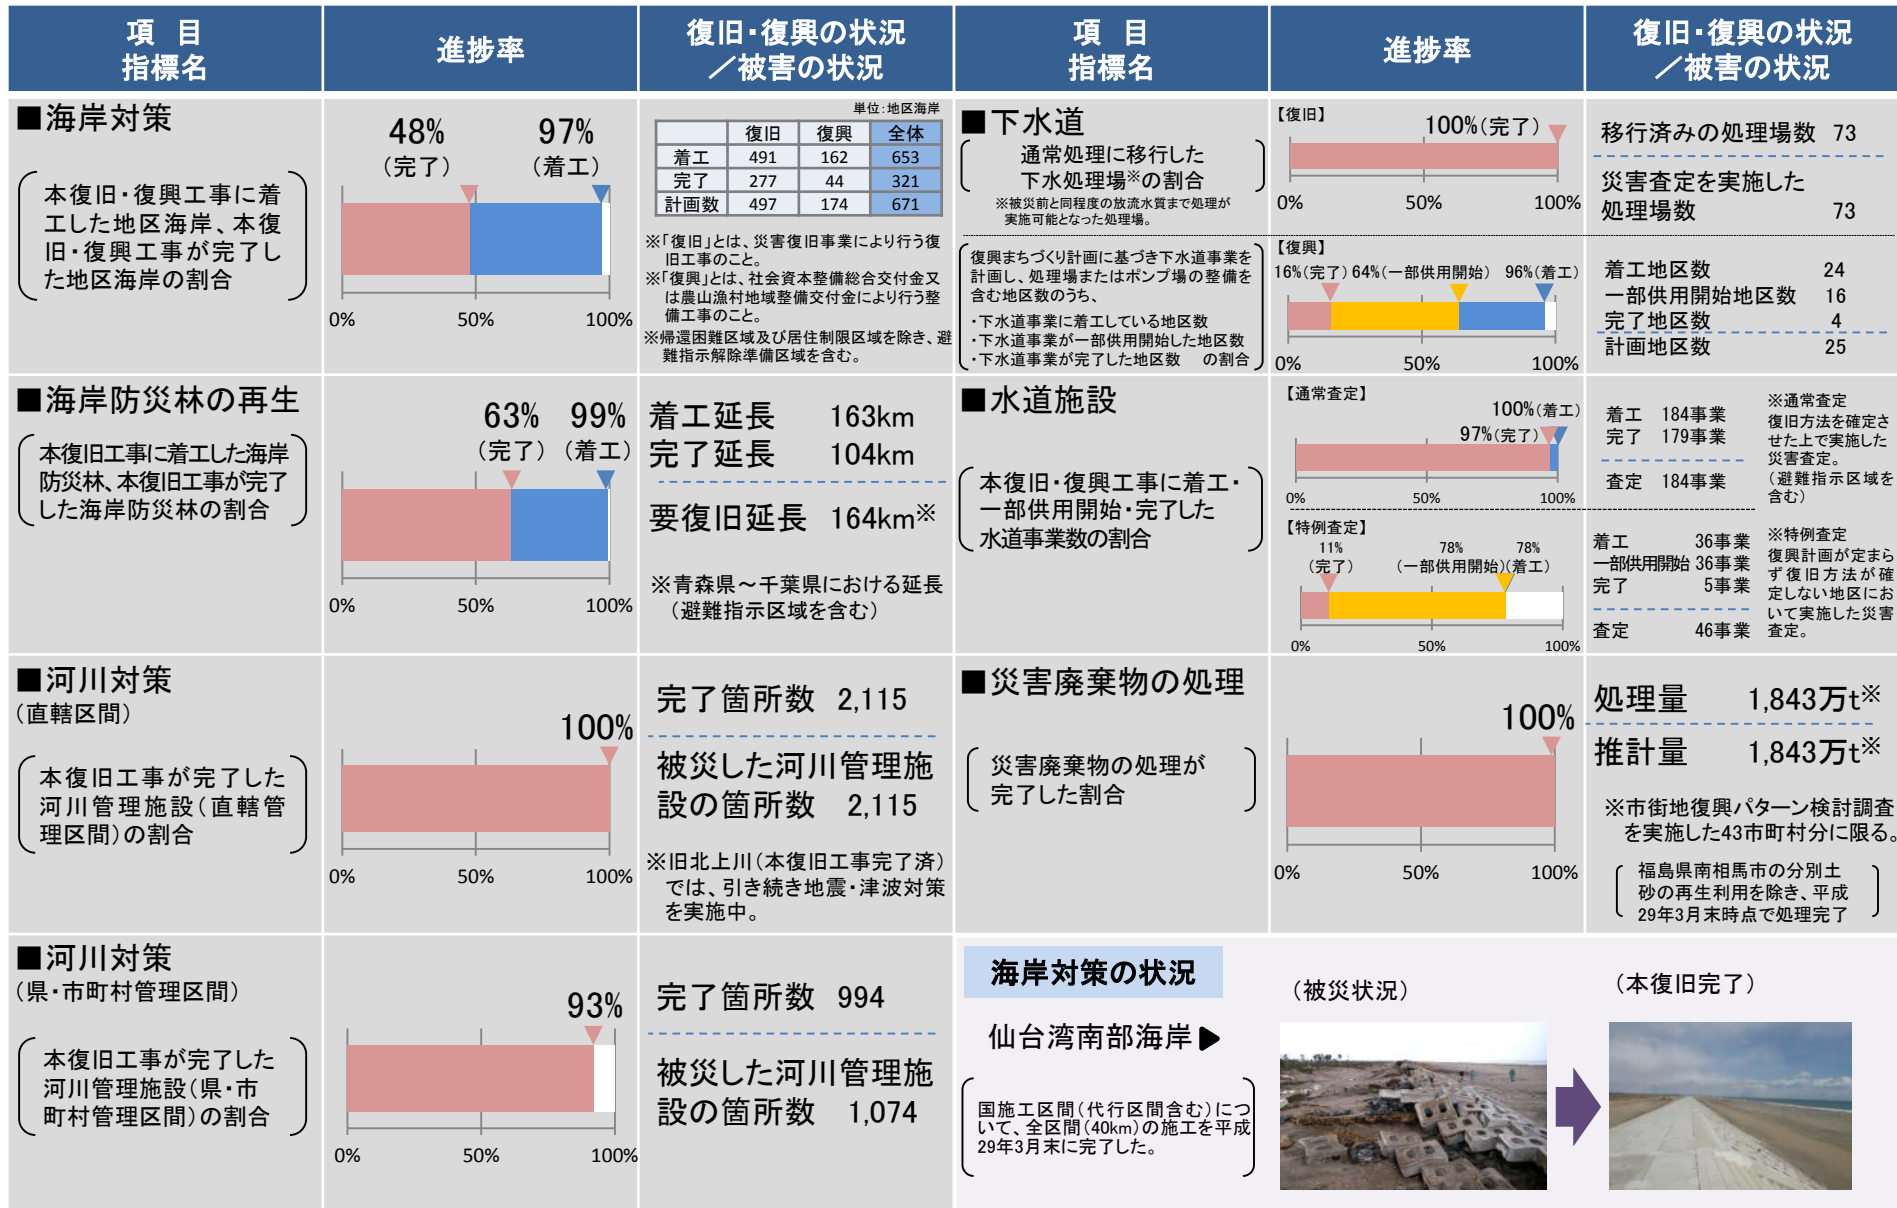 項 目
指標名
進捗率
復旧・復興の状況
／被害の状況
項 目
指標名
進捗率
復旧・復興の状況
／被害の状況
■海岸対策
本復旧・復興工事に着
工した地区海岸、本復
旧・復興工事が完了し
た地区海岸の割合
48%
（完了）
97%
（着工）
0% 50% 100%
単位：地区海岸
復旧 復興 全体
着工 491 162 653
完了 277 44 321
計画数 497 174 671
※「復旧」とは、災害復旧事業により行う復
旧工事のこと。
※「復興」とは、社会資本整備総合交付金又
は農山漁村地域整備交付金により行う整
備工事のこと。
※帰還困難区域及び居住制限区域を除き、避
難指示解除準備区域を含む。
■下水道
通常処理に移行した
下水処理場※の割合
※被災前と同程度の放流水質まで処理が
実施可能となった処理場。
【復旧】
100%（完了）
0% 50% 100%
移行済みの処理場数 73
災害査定を実施した
処理場数 73
復興まちづくり計画に基づき下水道事業を
計画し、処理場またはポンプ場の整備を
含む地区数のうち、
・下水道事業に着工している地区数
・下水道事業が一部供用開始した地区数
・下水道事業が完了した地区数 の割合
【復興】
16%（完了） 64%（一部供用開始） 96%（着工）
0% 50% 100%
着工地区数 24
一部供用開始地区数 16
完了地区数 4
計画地区数 25
■海岸防災林の再生
本復旧工事に着工した海岸
防災林、本復旧工事が完了
した海岸防災林の割合
63%
（完了）
99%
（着工）
0% 50% 100%
着工延長 163km
完了延長 104km
要復旧延長 164km※
※青森県～千葉県における延長
（避難指示区域を含む）
■水道施設
本復旧・復興工事に着工・
一部供用開始・完了した
水道事業数の割合
【通常査定】
100%（着工）
97%（完了）
0% 50% 100%
着工 184事業
完了 179事業
査定 184事業
※通常査定
復旧方法を確定さ
せた上で実施した
災害査定。
（避難指示区域を
含む）
【特例査定】
11% 78% 78%
（完了） （一部供用開始）（着工）
0% 50% 100%
着工 36事業
一部供用開始 36事業
完了 5事業
査定 46事業
※特例査定
復興計画が定まら
ず復旧方法が確
定しない地区にお
いて実施した災害
査定。
■河川対策
（直轄区間）
本復旧工事が完了した
河川管理施設（直轄管
理区間）の割合
100%
0% 50% 100%
完了箇所数 2,115
被災した河川管理施
設の箇所数 2,115
※旧北上川（本復旧工事完了済）
では、引き続き地震・津波対策
を実施中。
■災害廃棄物の処理
災害廃棄物の処理が
完了した割合
100%
0% 50% 100%
処理量 1,843万t※
推計量 1,843万t※
※市街地復興パターン検討調査
を実施した43市町村分に限る。
福島県南相馬市の分別土
砂の再生利用を除き、平成
29年3月末時点で処理完了
■河川対策
（県・市町村管理区間）
本復旧工事が完了した
河川管理施設（県・市
町村管理区間）の割合
93%
0% 50% 100%
完了箇所数 994
被災した河川管理施
設の箇所数 1,074
海岸対策の状況
仙台湾南部海岸▶
国施工区間（代行区間含む）につ
いて、全区間（40km）の施工を平成
29年3月末に完了した。
（被災状況）
（本復旧完了）